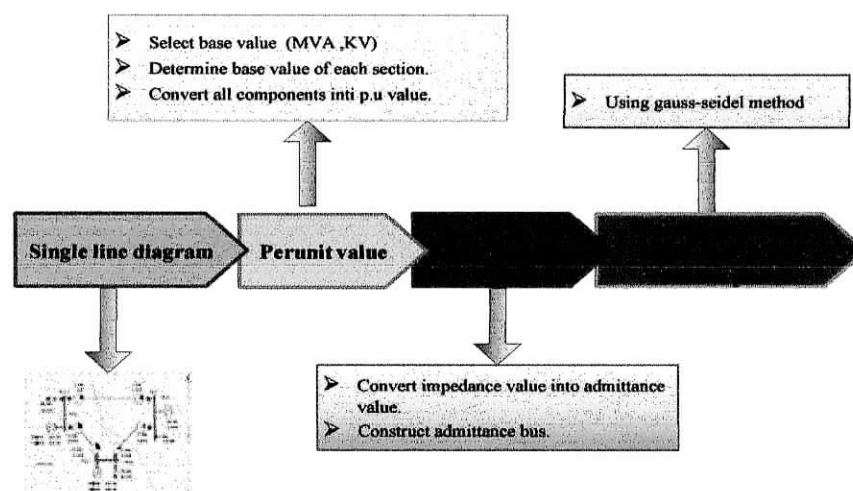 ➢ Select base value (MVA ,KV)
➢ Determine base value of each section.
➢ Convert all components inti p.u value.
➢ Using gauss-seidel method
Single line diagram
Perunit value
➢ Convert impedance value into admittance
value.
➢ Construct admittance bus.